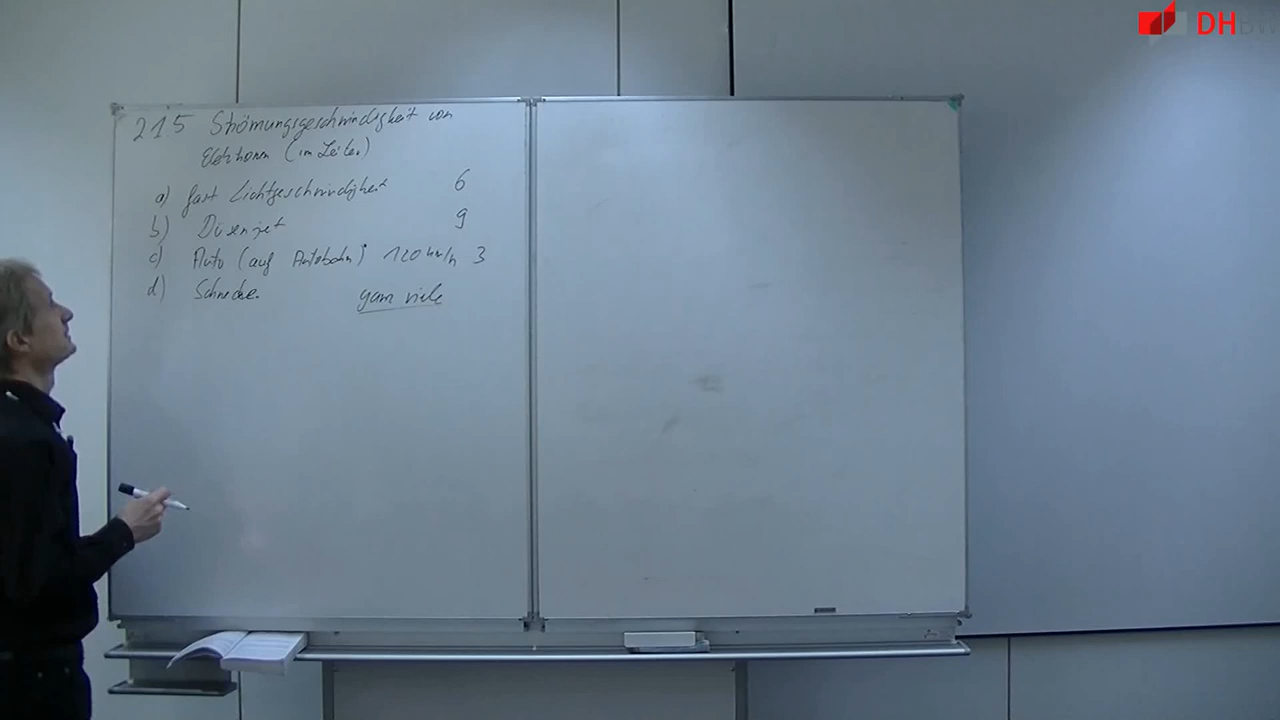 DHBW
215 Strömungsgeschwindigkeit von
Elektronen (im Leiter)
a) fast Lichtgeschwindigkeit 6
b) Düsenjet 9
c) Auto (auf Autobahn) 120 km/h 3
d) Schnecke. ganz viele